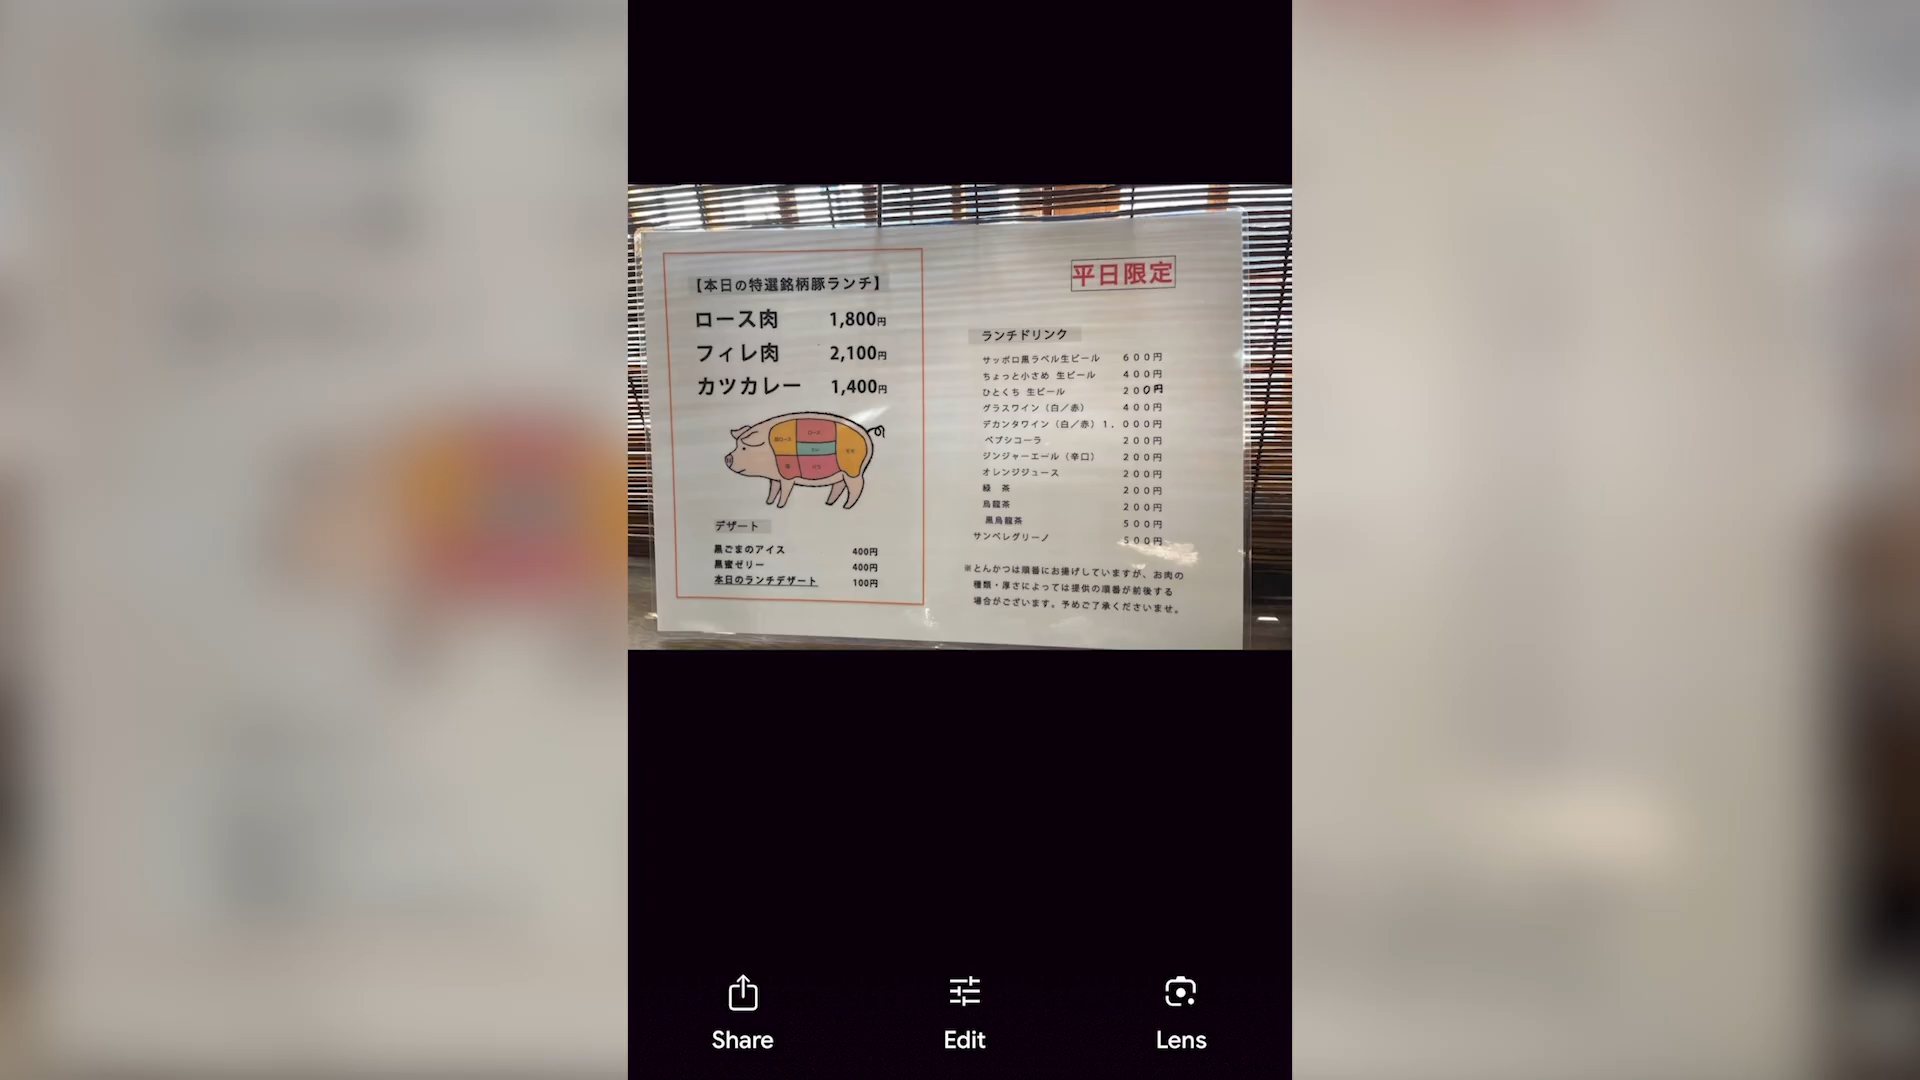 【本日の特選銘柄豚ランチ】
ロース肉 1,800円
フィレ肉 2,100円
カツカレー 1,400円
ロース
モモ
バラ
デザート
黒ごまのアイス 400円
黒蜜ゼリー 400円
本日のランチデザート 100円
平日限定
ランチドリンク
サッポロ黒ラベル生ビール 600円
ちょっと小さめ 生ビール 400円
ひとくち 生ビール 200円
グラスワイン（白／赤） 400円
デカンタワイン（白／赤）1．000円
ペプシコーラ 200円
ジンジャーエール（辛口） 200円
オレンジジュース 200円
緑 茶 200円
烏龍茶 200円
黒烏龍茶 500円
サンペレグリーノ 500円
※とんかつは順番にお揚げしていますが、お肉の
種類・厚さによっては提供の順番が前後する
場合がございます。予めご了承くださいませ。
Share
Edit
Lens